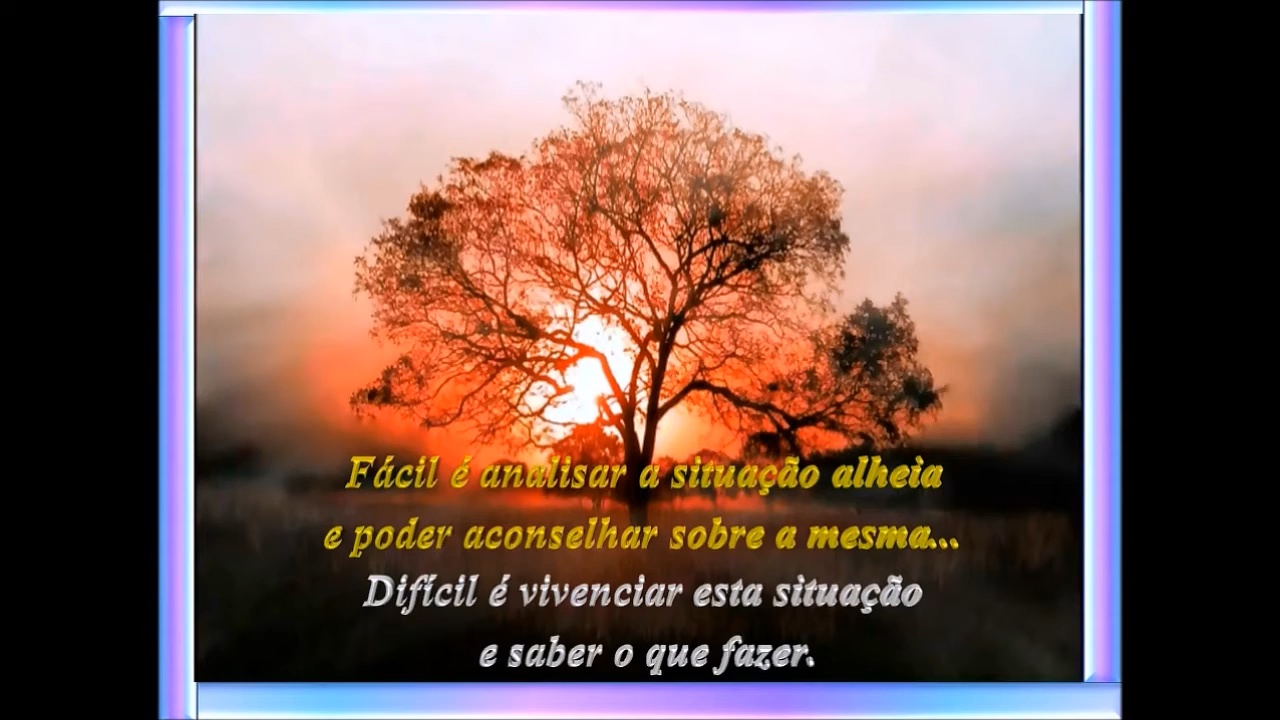 Fácil é analisar a situação alheia
e poder aconselhar sobre a mesma...
Difícil é vivenciar esta situação
e saber o que fazer.